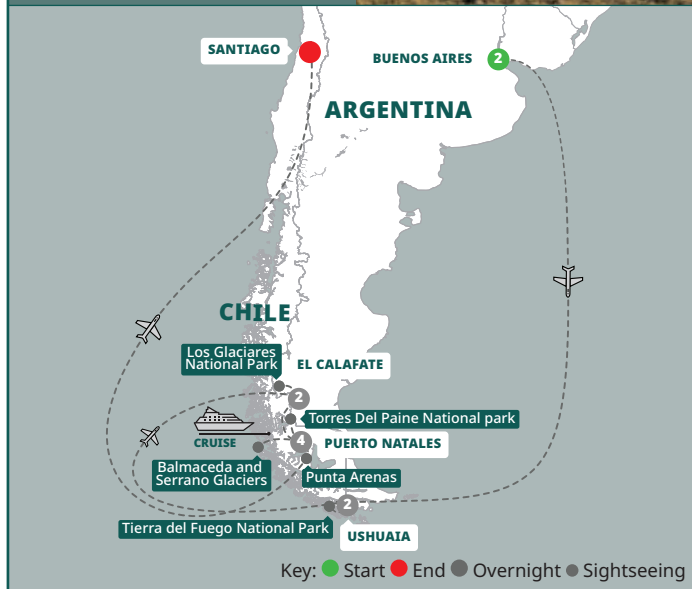 SANTIAGO
BUENOS AIRES
2
ARGENTINA
CHILE
Los Glaciares
National Park
EL CALAFATE
2
Torres Del Paine National park
CRUISE
4
PUERTO NATALES
Balmaceda and
Serrano Glaciers
Punta Arenas
2
Tierra del Fuego National Park
USHUAIA
Key: Start End Overnight Sightseeing